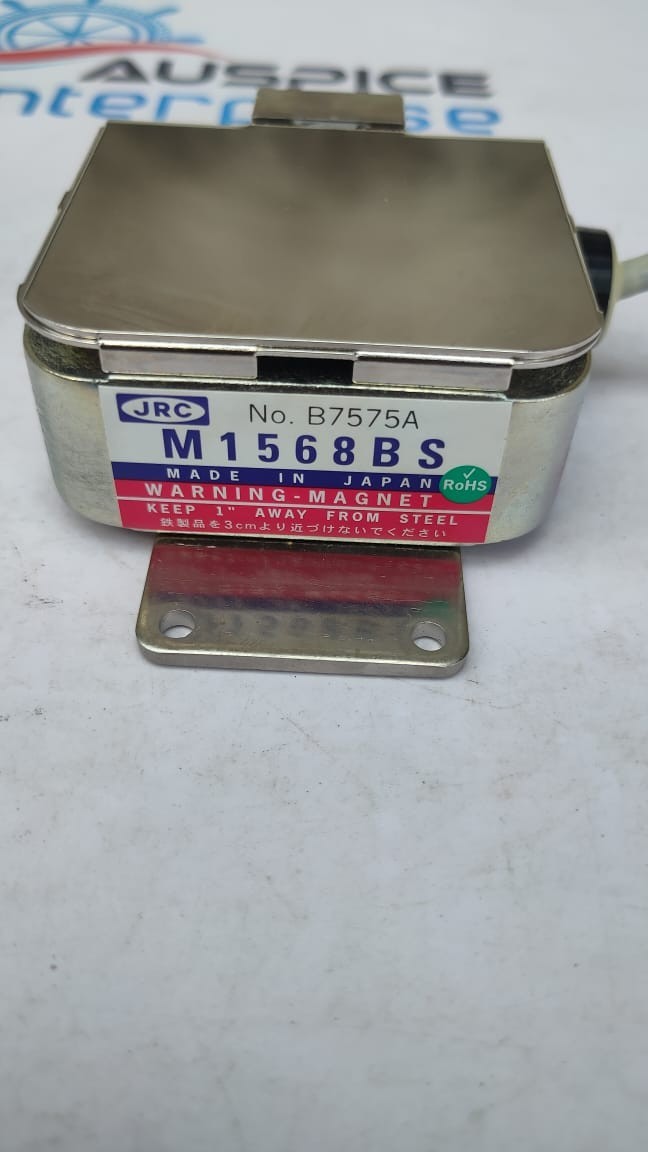 AUSPICE
nterprise
JRC No. B7575A
M1568BS
MADE IN JAPAN
RoHS
WARNING-MAGNET
KEEP 1" AWAY FROM STEEL
鉄製品を3cmより近づけないでください